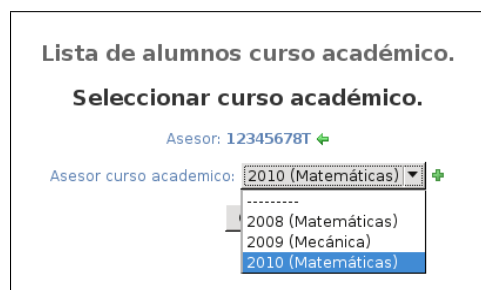 Lista de alumnos curso académico.
Seleccionar curso académico.
Asesor: 12345678T
Asesor curso academico: 2010 (Matemáticas)
---------
2008 (Matemáticas)
2009 (Mecánica)
2010 (Matemáticas)